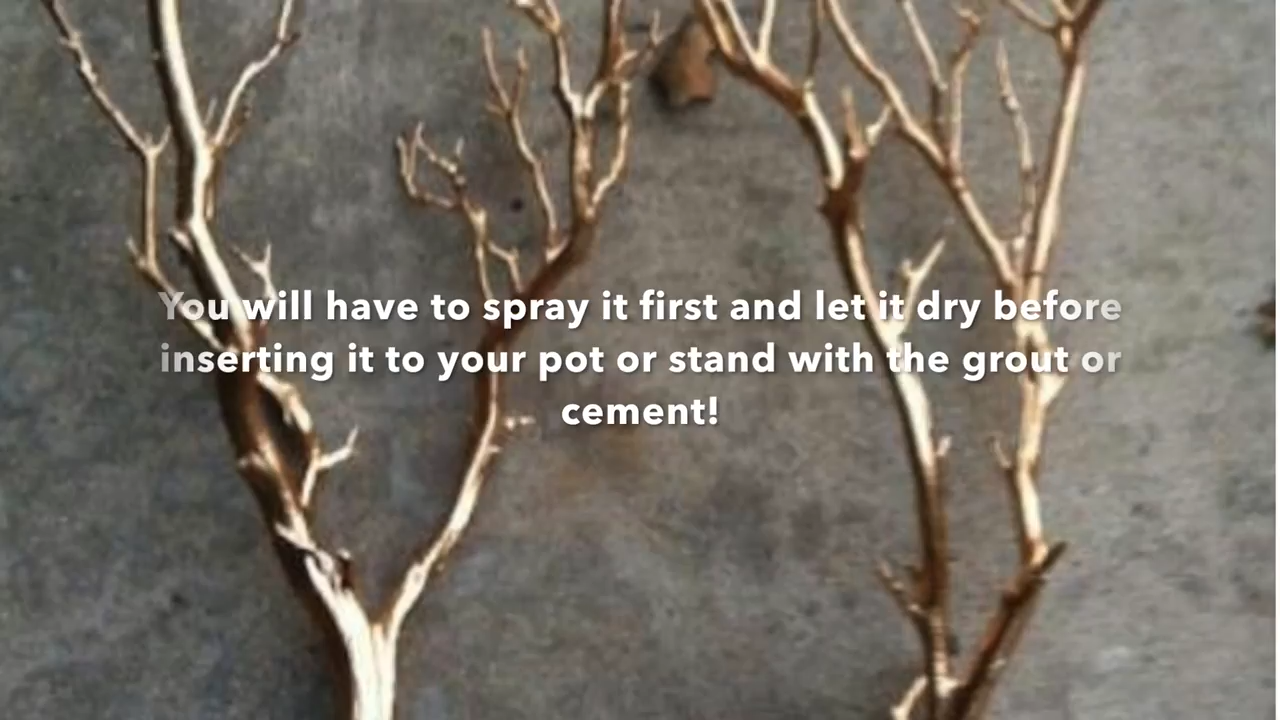 You will have to spray it first and let it dry before
inserting it to your pot or stand with the grout or
cement!